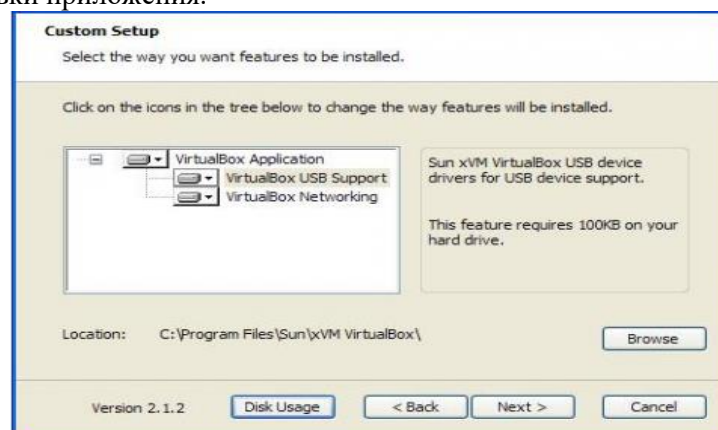 приложения.
Custom Setup
Select the way you want features to be installed.
Click on the icons in the tree below to change the way features will be installed.
VirtualBox Application
VirtualBox USB Support
VirtualBox Networking
Sun xVM VirtualBox USB device
drivers for USB device support.
This feature requires 100KB on your
hard drive.
Location: C:\Program Files\Sun\xVM VirtualBox\
Browse
Version 2.1.2 Disk Usage < Back Next > Cancel